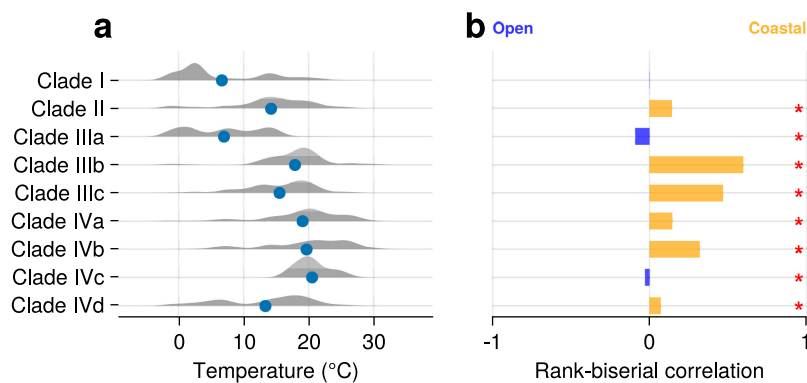 a
b
Open
Coastal
Clade I
Clade II
*
Clade IIIa
*
Clade IIIb
*
Clade IIIc
*
Clade IVa
*
Clade IVb
*
Clade IVc
*
Clade IVd
*
0 10 20 30
-1 0 1
Temperature (°C)
Rank-biserial correlation